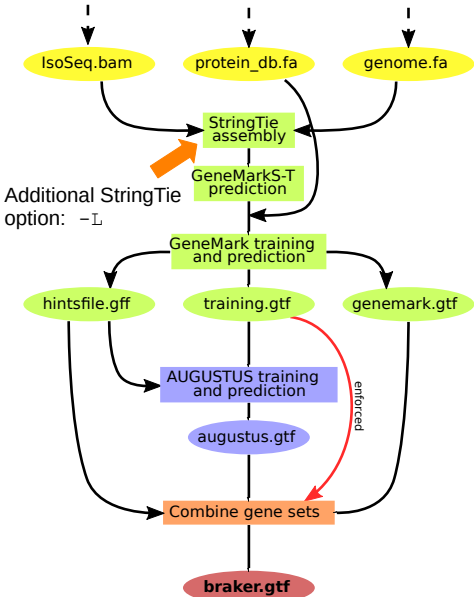 IsoSeq.bam
protein_db.fa
genome.fa
StringTie
assembly
GeneMarkS-T
prediction
Additional StringTie
option: -L
GeneMark training
and prediction
hintsfile.gff
training.gtf
genemark.gtf
AUGUSTUS training
and prediction
enforced
augustus.gtf
Combine gene sets
braker.gtf